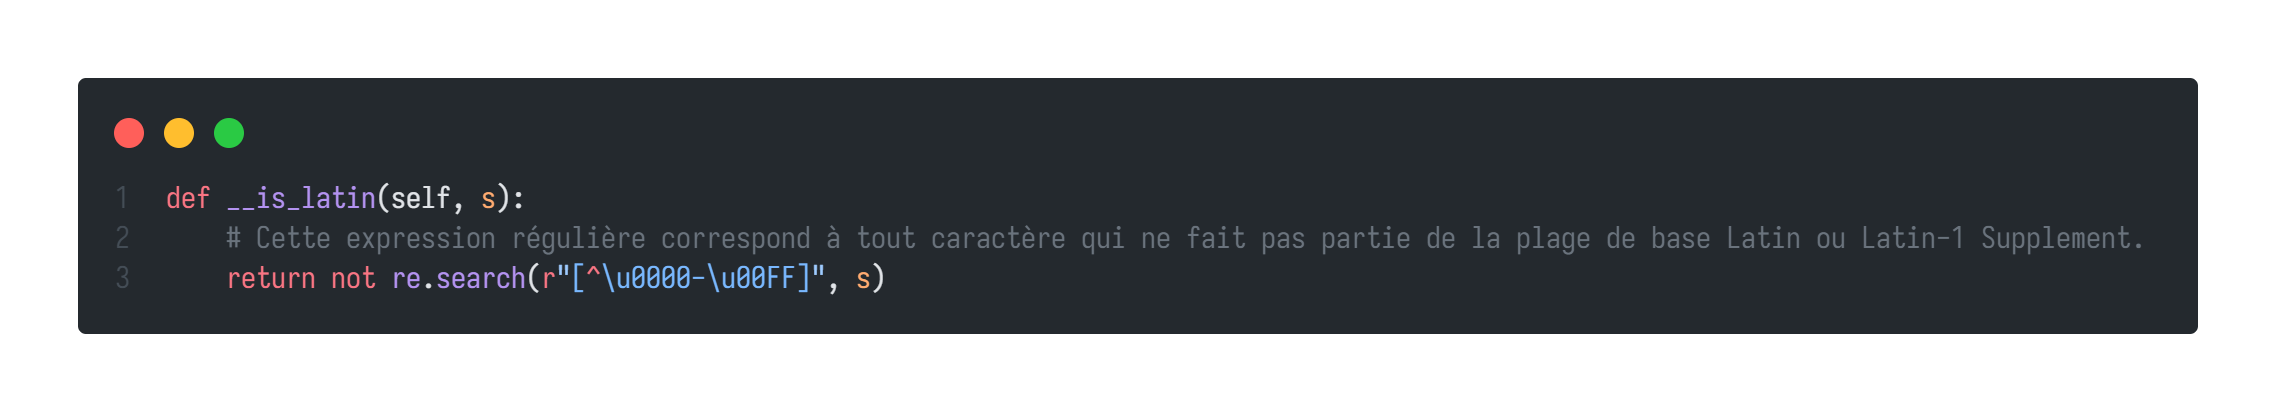 1 def __is_latin(self, s):
2 # Cette expression régulière correspond à tout caractère qui ne fait pas partie de la plage de base Latin ou Latin-1 Supplement.
3 return not re.search(r"[^\u0000-\u00FF]", s)